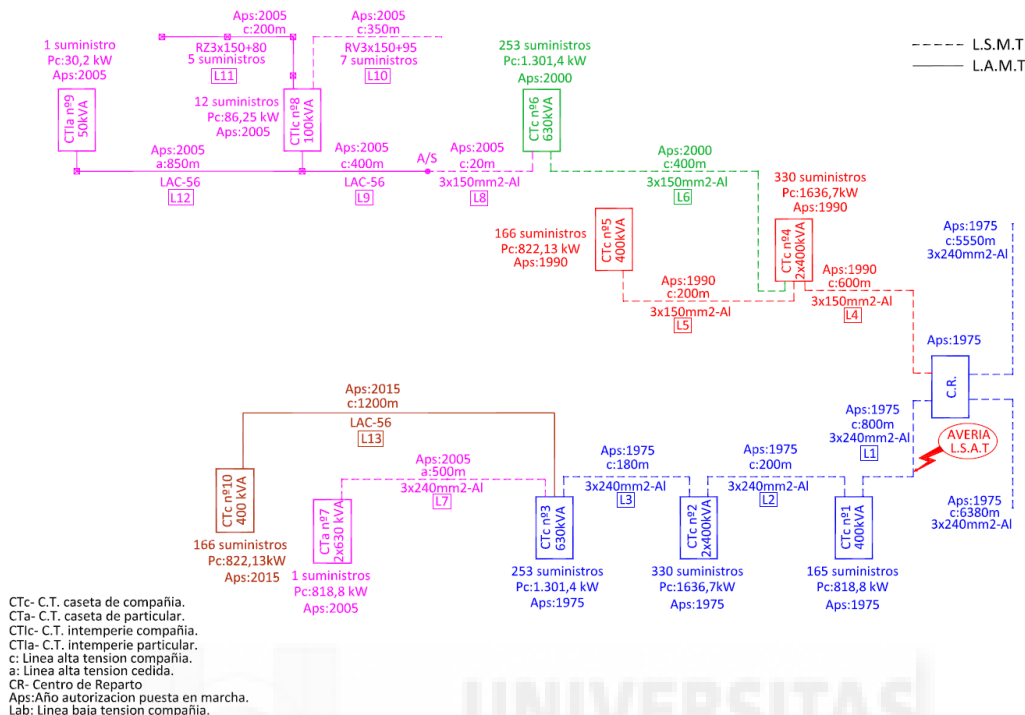 Aps:2005
c:200m
RZ3x150+80
5 suministros
L11
Aps:2005
c:350m
RV3x150+95
7 suministros
L10
1 suministro
Pc:30,2 kW
Aps:2005
CTIa nº9
50kVA
12 suministros
Pc:86,25 kW
Aps:2005
CTIc nº8
100kVA
253 suministros
Pc:1.301,4 kW
Aps:2000
CTc nº6
630kVA
L.S.M.T
L.A.M.T
Aps:2005
a:850m
LAC-56
L12
Aps:2005
c:400m
LAC-56
L9
A/S
Aps:2005
c:20m
3x150mm2-Al
L8
Aps:2000
c:400m
3x150mm2-Al
L6
330 suministros
Pc:1636,7kW
Aps:1990
CTc nº4
2x400kVA
166 suministros
Pc:822,13 kW
Aps:1990
CTc nº5
400kVA
Aps:1990
c:200m
3x150mm2-Al
L5
Aps:1990
c:600m
3x150mm2-Al
L4
Aps:1975
c:5550m
3x240mm2-Al
Aps:1975
C.R.
Aps:1975
c:800m
3x240mm2-Al
L1
AVERIA
L.S.A.T
Aps:1975
c:6380m
3x240mm2-Al
Aps:2015
c:1200m
LAC-56
L13
Aps:2005
a:500m
3x240mm2-Al
L7
Aps:1975
c:180m
3x240mm2-Al
L3
Aps:1975
c:200m
3x240mm2-Al
L2
CTc nº10
400 kVA
166 suministros
Pc:822,13kW
Aps:2015
CTa nº7
2x630 kVA
1 suministros
Pc:818,8 kW
Aps:2005
CTc nº3
630kVA
253 suministros
Pc:1.301,4 kW
Aps:1975
CTc nº2
2x400kVA
330 suministros
Pc:1636,7kW
Aps:1975
CTc nº1
400kVA
165 suministros
Pc:818,8 kW
Aps:1975
CTc- C.T. caseta de compañia.
CTa- C.T. caseta de particular.
CTIc- C.T. intemperie compañia.
CTIa- C.T. intemperie particular.
c: Linea alta tension compañia.
a: Linea alta tension cedida.
CR- Centro de Reparto
Aps:Año autorizacion puesta en marcha.
Lab: Linea baja tension compañia.
UNIVERSITAS